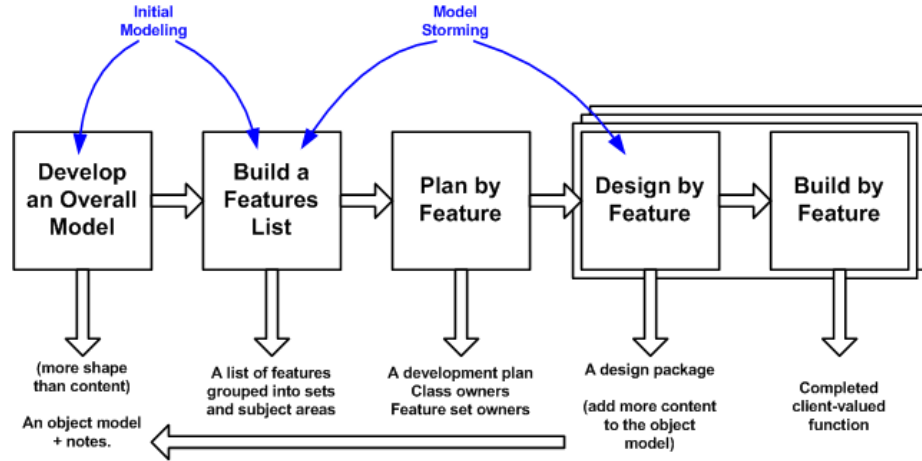 Initial
Modeling
Model
Storming
Develop
an Overall
Model
Build a
Features
List
Plan by
Feature
Design by
Feature
Build by
Feature
(more shape
than content)
An object model
+ notes.
A list of features
grouped into sets
and subject areas
A development plan
Class owners
Feature set owners
A design package
(add more content
to the object
model)
Completed
client-valued
function